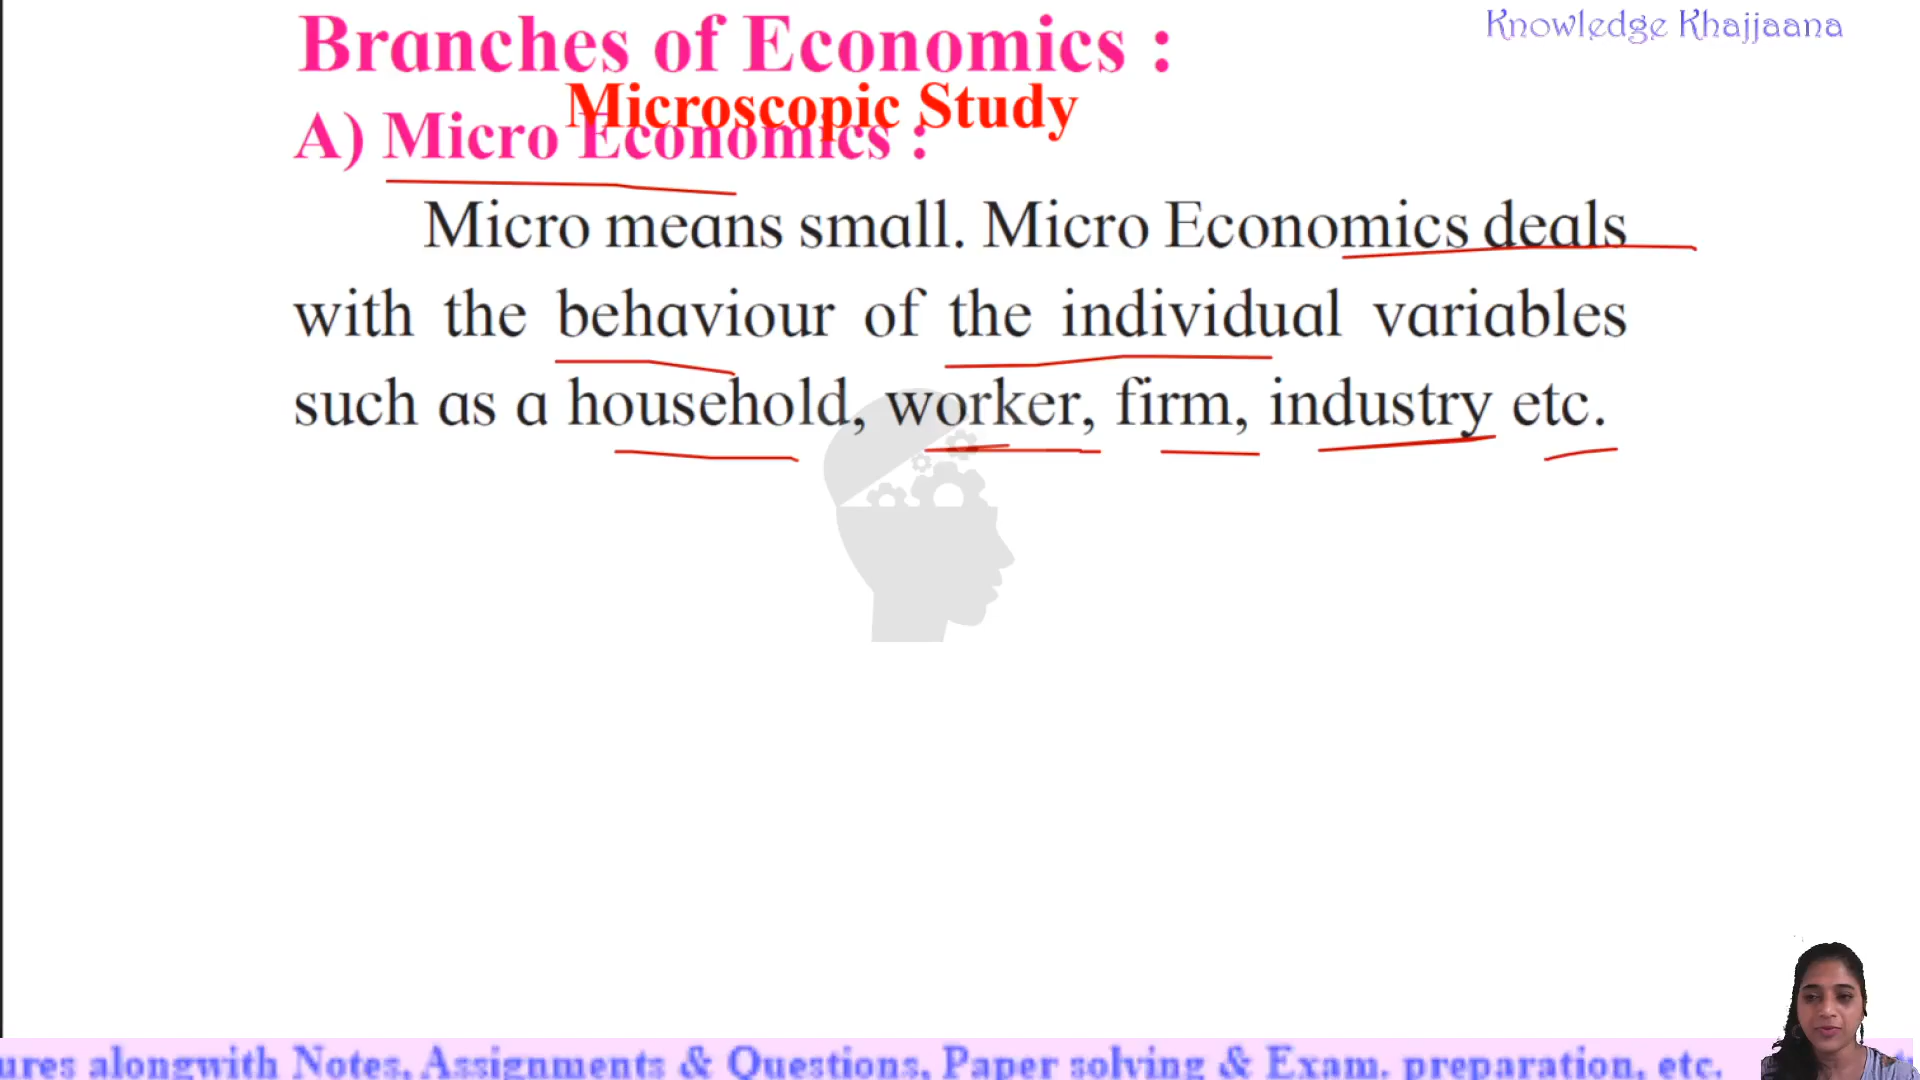 Knowledge Khajjaana
Branches of Economics :
Microscopic Study
A) Micro Economics :
Micro means small. Micro Economics deals
with the behaviour of the individual variables
such as a household, worker, firm, industry etc.
ures alongwith Notes, Assignments & Questions, Paper solving & Exam. preparation, etc.